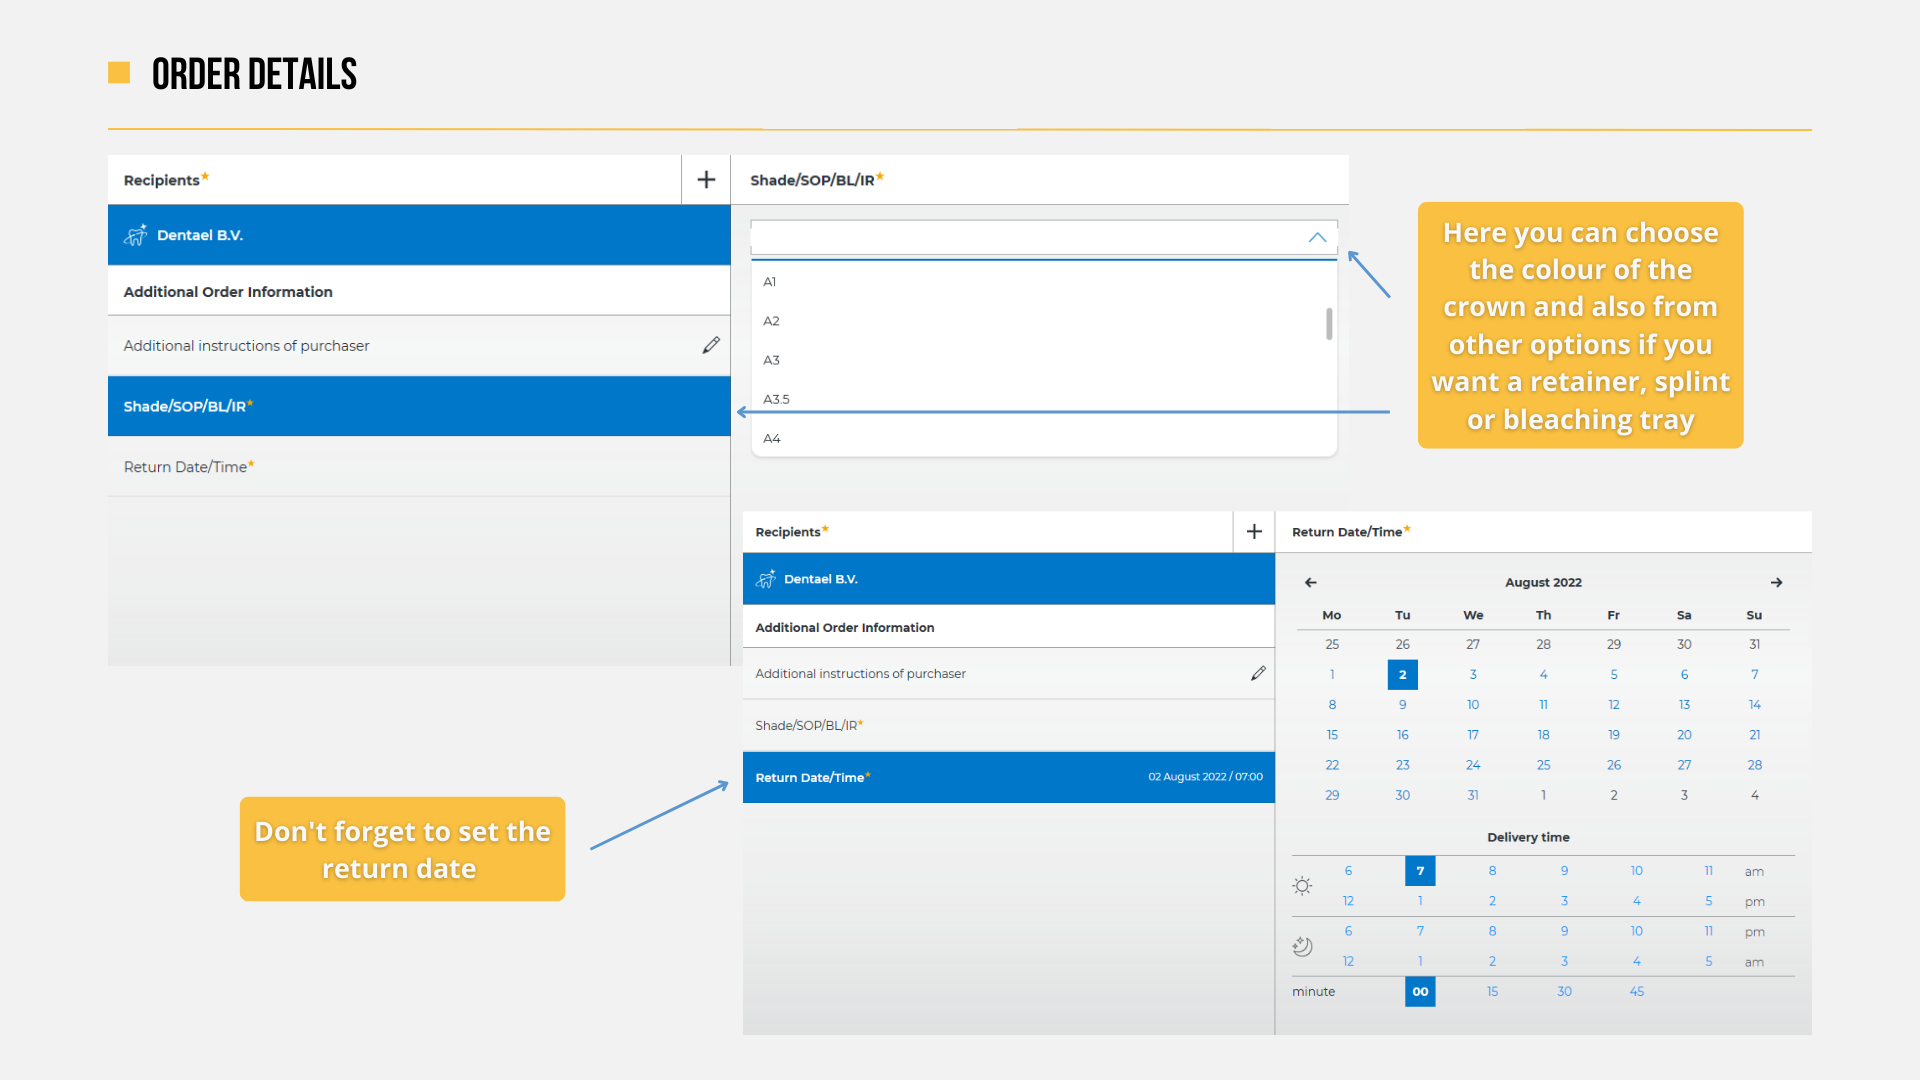 ORDER DETAILS
Recipients*
+
Shade/SOP/BL/IR*
Dentael B.V.
Additional Order Information
Additional instructions of purchaser
Shade/SOP/BL/IR*
Return Date/Time*
A1
A2
A3
A3.5
A4
Here you can choose
the colour of the
crown and also from
other options if you
want a retainer, splint
or bleaching tray
Recipients*
+
Dentael B.V.
Additional Order Information
Additional instructions of purchaser
Shade/SOP/BL/IR*
Return Date/Time* 02 August 2022 / 07:00
Return Date/Time*
August 2022
Mo Tu We Th Fr Sa Su
25 26 27 28 29 30 31
1 2 3 4 5 6 7
8 9 10 11 12 13 14
15 16 17 18 19 20 21
22 23 24 25 26 27 28
29 30 31 1 2 3 4
Delivery time
6 7 8 9 10 11 am
12 1 2 3 4 5 pm
6 7 8 9 10 11 pm
12 1 2 3 4 5 am
minute 00 15 30 45
Don't forget to set the
return date